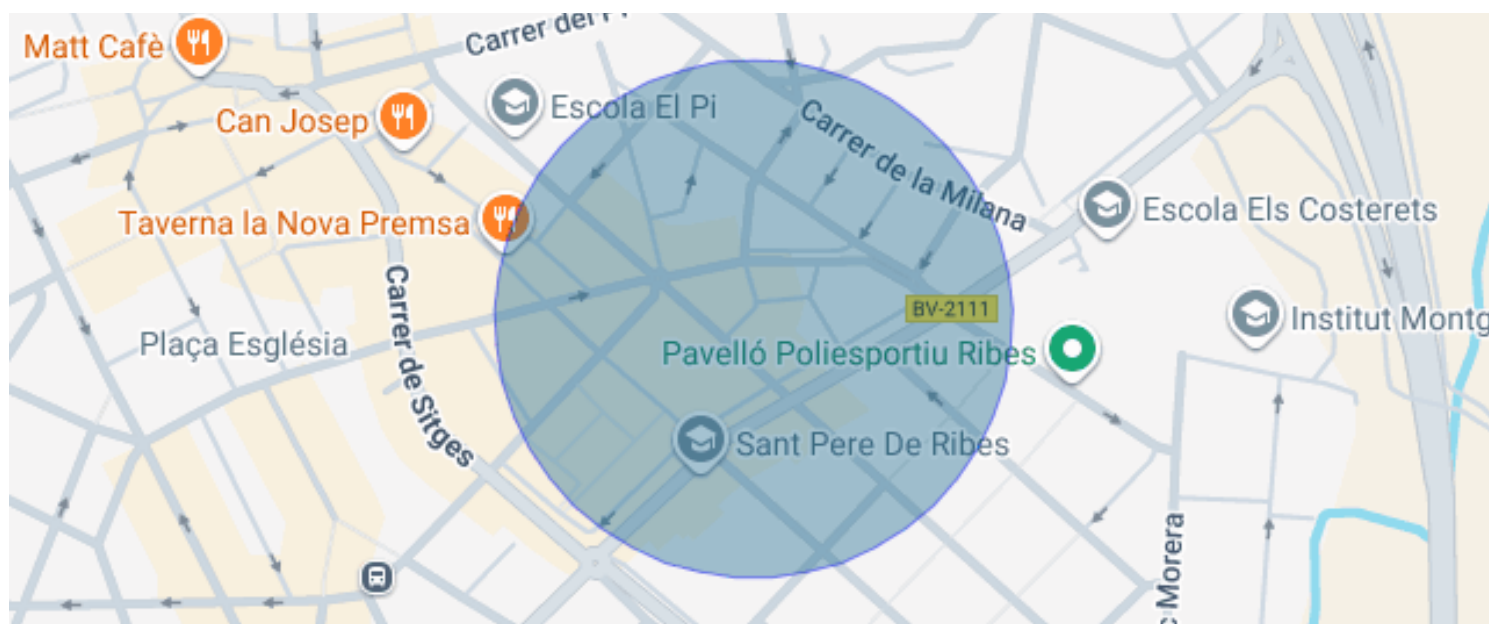 Carrer del P
Matt Cafè
Escola El Pi
Can Josep
Carrer de la Milana
Escola Els Costerets
Taverna la Nova Premsa
BV-2111
Institut Montg
Plaça Església
Pavelló Poliesportiu Ribes
Carrer de Sitges
Sant Pere De Ribes
c Morera